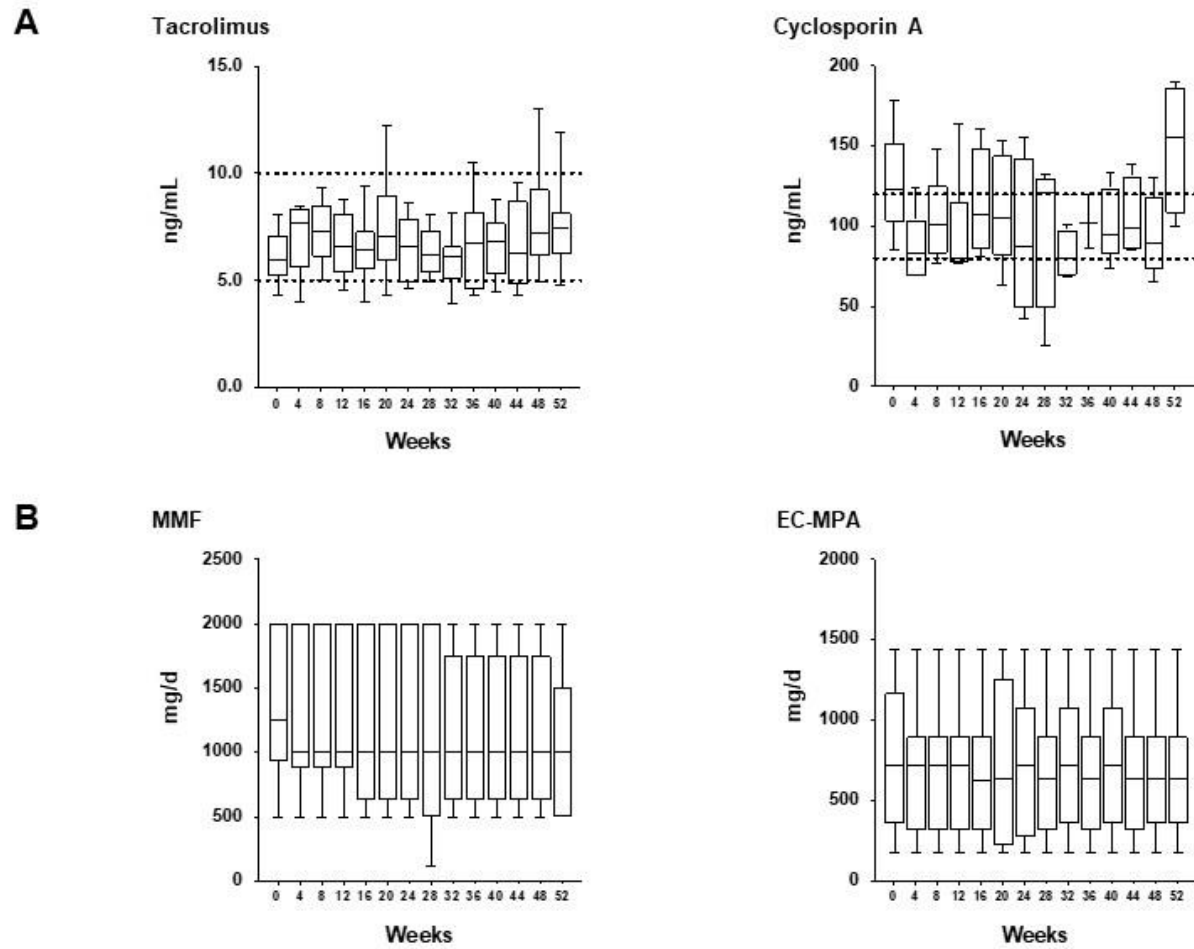 A
Tacrolimus
Cyclosporin A
15.0
10.0
5.0
0.0
ng/mL
0 4 8 12 16 20 24 28 32 36 40 44 48 52
Weeks
200
150
100
50
0
ng/mL
0 4 8 12 16 20 24 28 32 36 40 44 48 52
Weeks
B
MMF
EC-MPA
2500
2000
1500
1000
500
0
mg/d
0 4 8 12 16 20 24 28 32 36 40 44 48 52
Weeks
2000
1500
1000
500
0
mg/d
0 4 8 12 16 20 24 28 32 36 40 44 48 52
Weeks